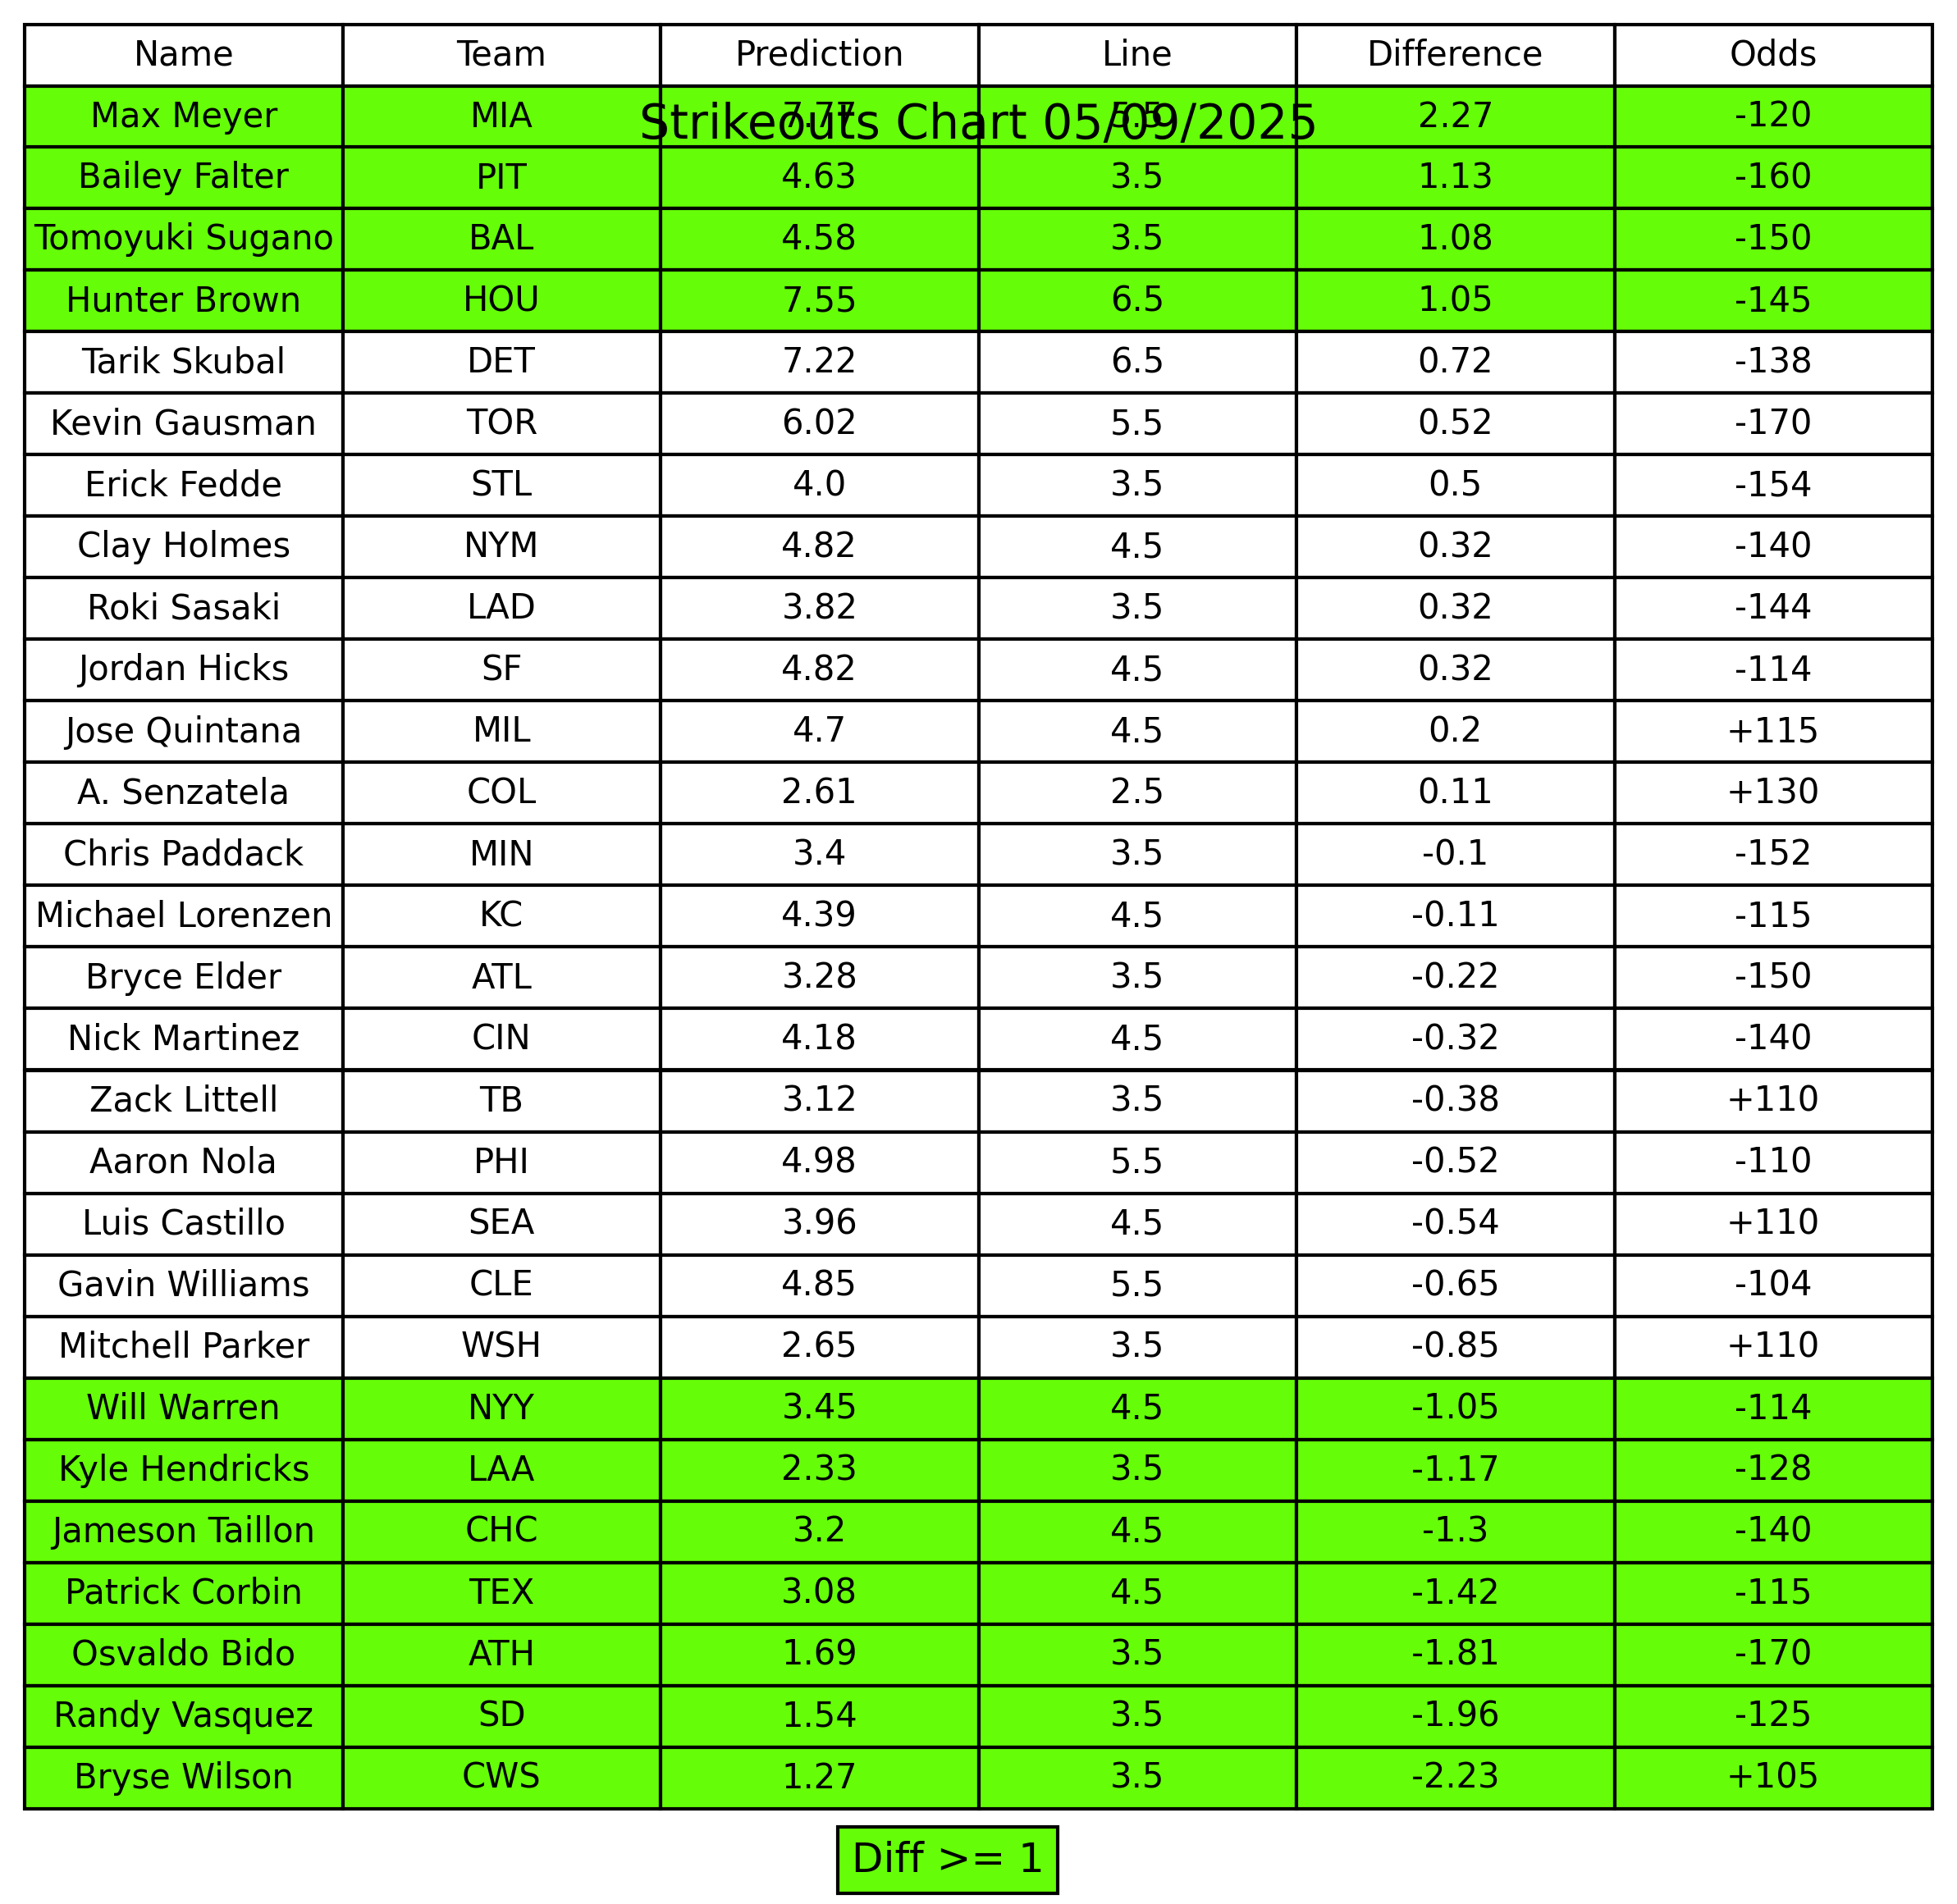 Name Team Prediction Line Difference Odds
Strikeouts Chart 05/09/2025
Max Meyer MIA 7.77 5.5 2.27 -120
Bailey Falter PIT 4.63 3.5 1.13 -160
Tomoyuki Sugano BAL 4.58 3.5 1.08 -150
Hunter Brown HOU 7.55 6.5 1.05 -145
Tarik Skubal DET 7.22 6.5 0.72 -138
Kevin Gausman TOR 6.02 5.5 0.52 -170
Erick Fedde STL 4.0 3.5 0.5 -154
Clay Holmes NYM 4.82 4.5 0.32 -140
Roki Sasaki LAD 3.82 3.5 0.32 -144
Jordan Hicks SF 4.82 4.5 0.32 -114
Jose Quintana MIL 4.7 4.5 0.2 +115
A. Senzatela COL 2.61 2.5 0.11 +130
Chris Paddack MIN 3.4 3.5 -0.1 -152
Michael Lorenzen KC 4.39 4.5 -0.11 -115
Bryce Elder ATL 3.28 3.5 -0.22 -150
Nick Martinez CIN 4.18 4.5 -0.32 -140
Zack Littell TB 3.12 3.5 -0.38 +110
Aaron Nola PHI 4.98 5.5 -0.52 -110
Luis Castillo SEA 3.96 4.5 -0.54 +110
Gavin Williams CLE 4.85 5.5 -0.65 -104
Mitchell Parker WSH 2.65 3.5 -0.85 +110
Will Warren NYY 3.45 4.5 -1.05 -114
Kyle Hendricks LAA 2.33 3.5 -1.17 -128
Jameson Taillon CHC 3.2 4.5 -1.3 -140
Patrick Corbin TEX 3.08 4.5 -1.42 -115
Osvaldo Bido ATH 1.69 3.5 -1.81 -170
Randy Vasquez SD 1.54 3.5 -1.96 -125
Bryse Wilson CWS 1.27 3.5 -2.23 +105
Diff >= 1